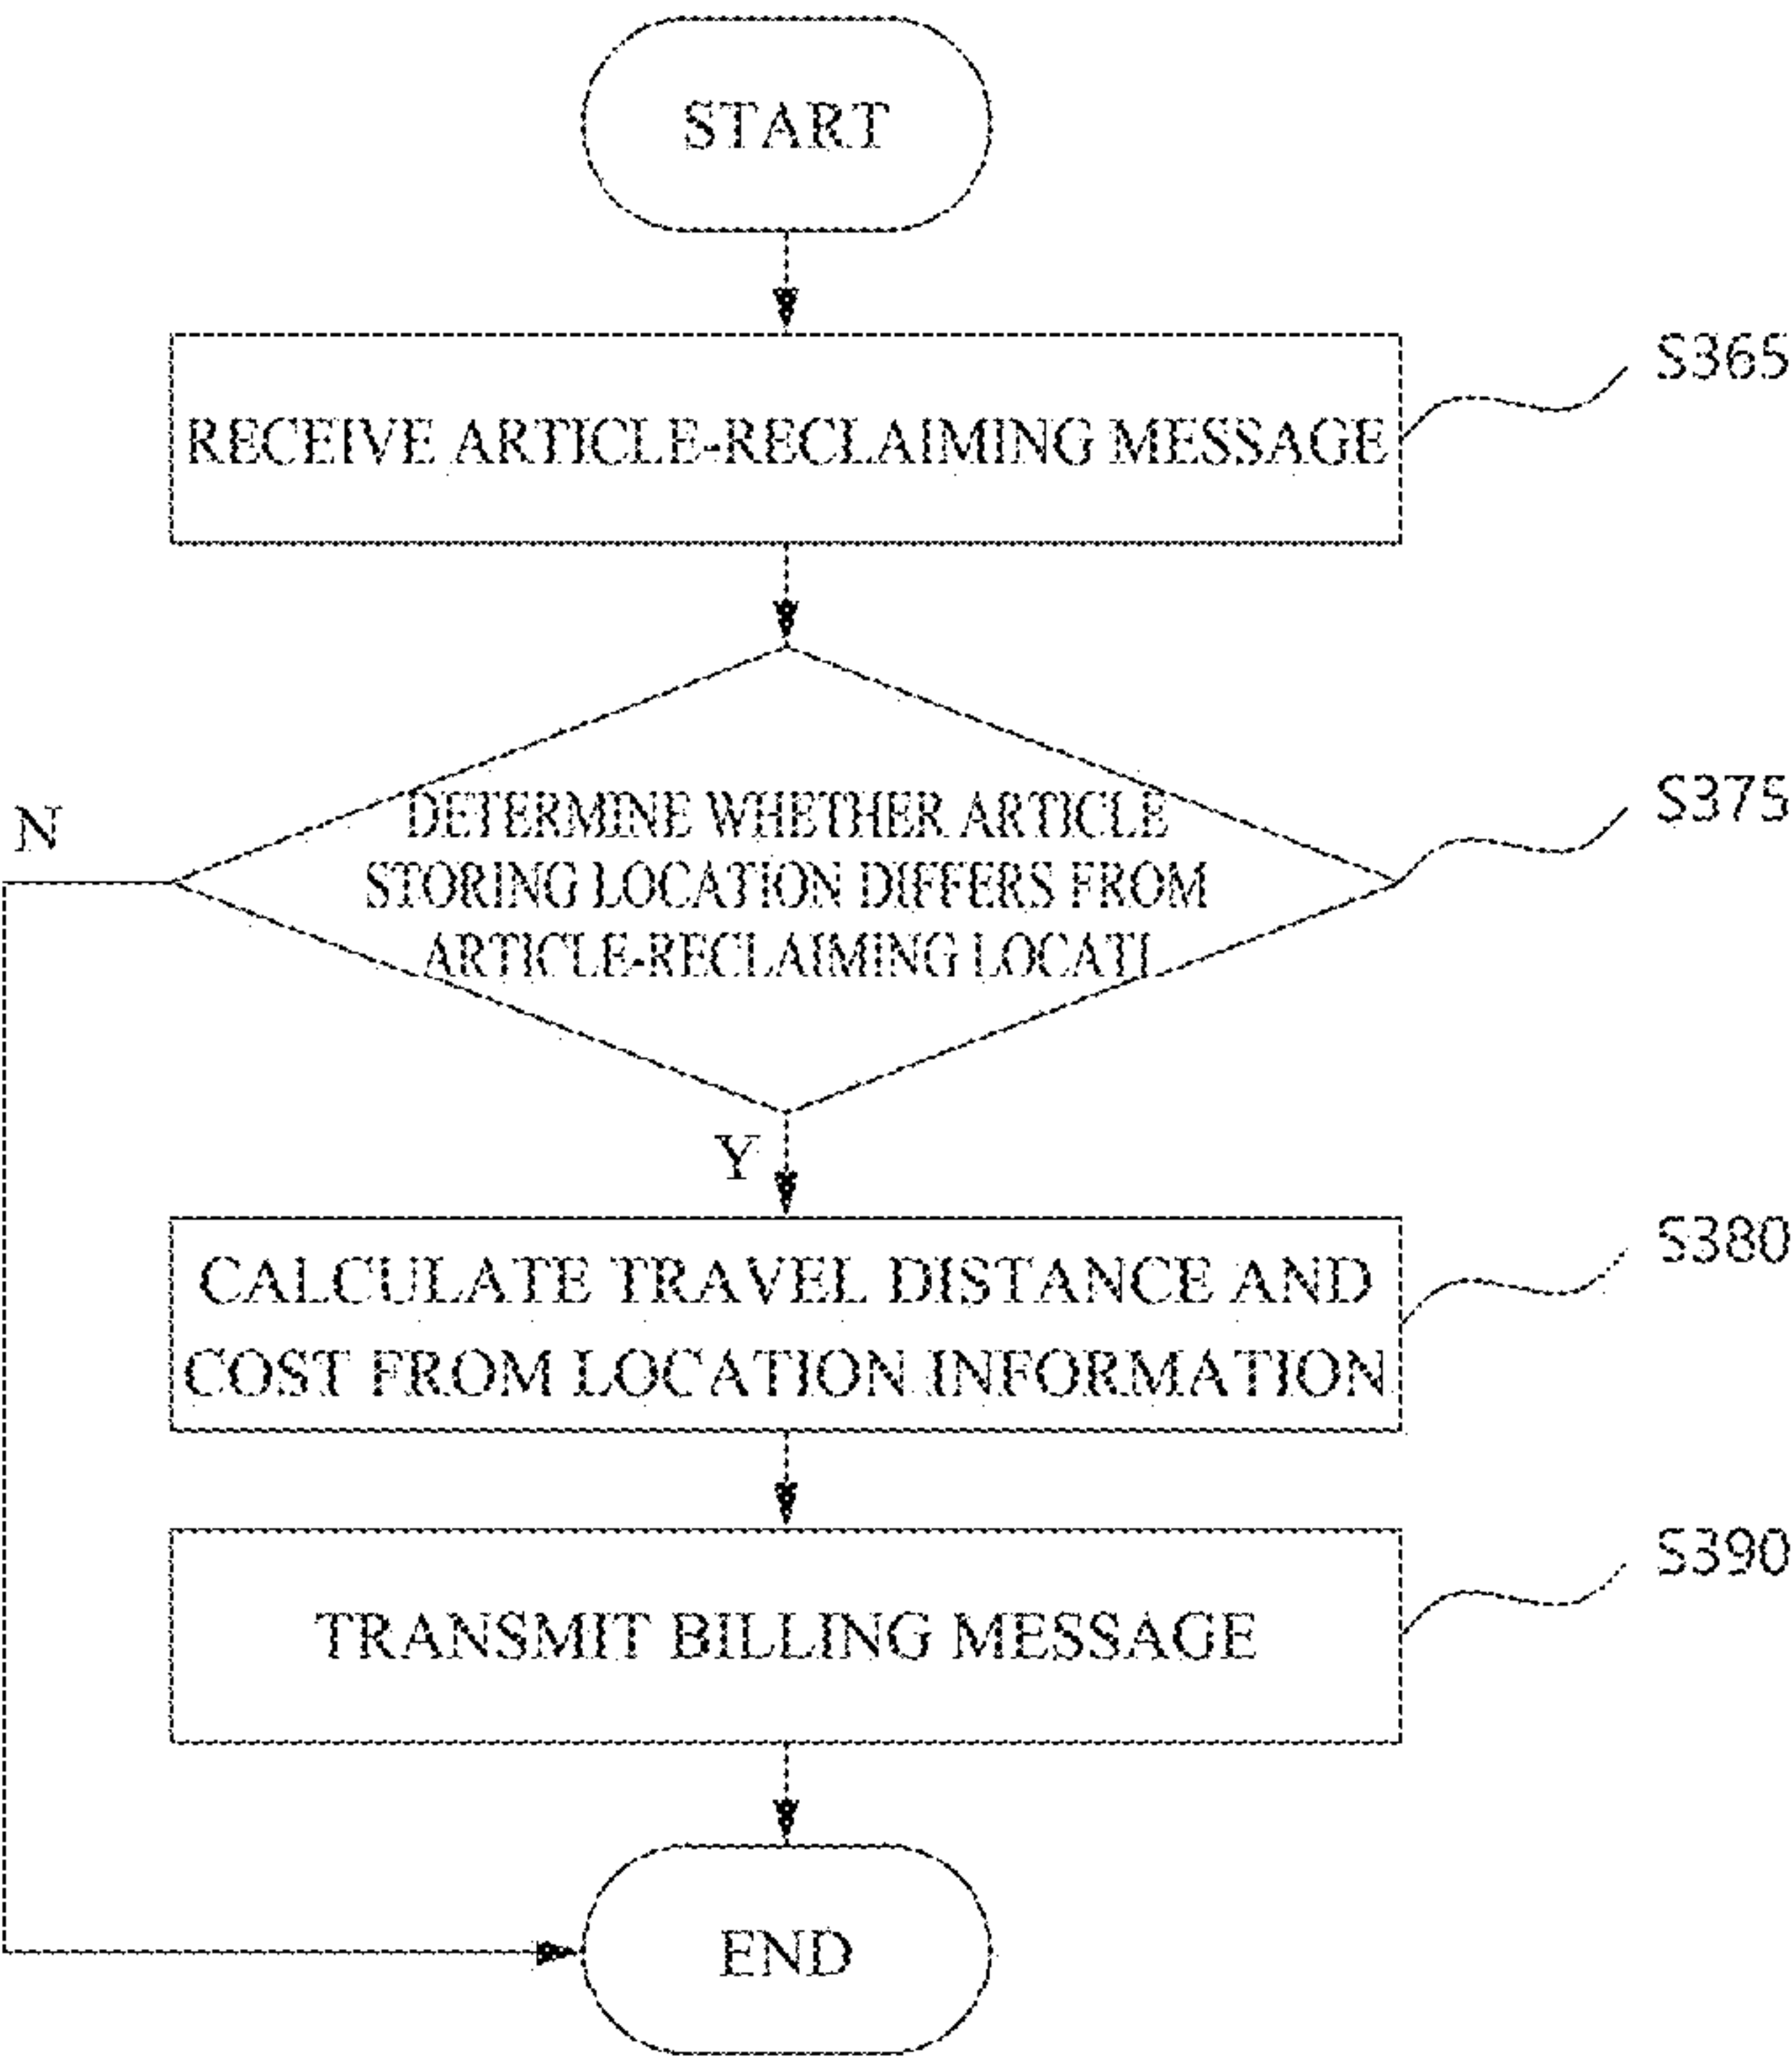 START
RECEIVE ARTICLE-RECLAIMING MESSAGE
S365
DETERMINE WHETHER ARTICLE
STORING LOCATION DIFFERS FROM
ARTICLE-RECLAIMING LOCATI
S375
N
Y
CALCULATE TRAVEL DISTANCE AND
COST FROM LOCATION INFORMATION
S380
TRANSMIT BILLING MESSAGE
S390
END